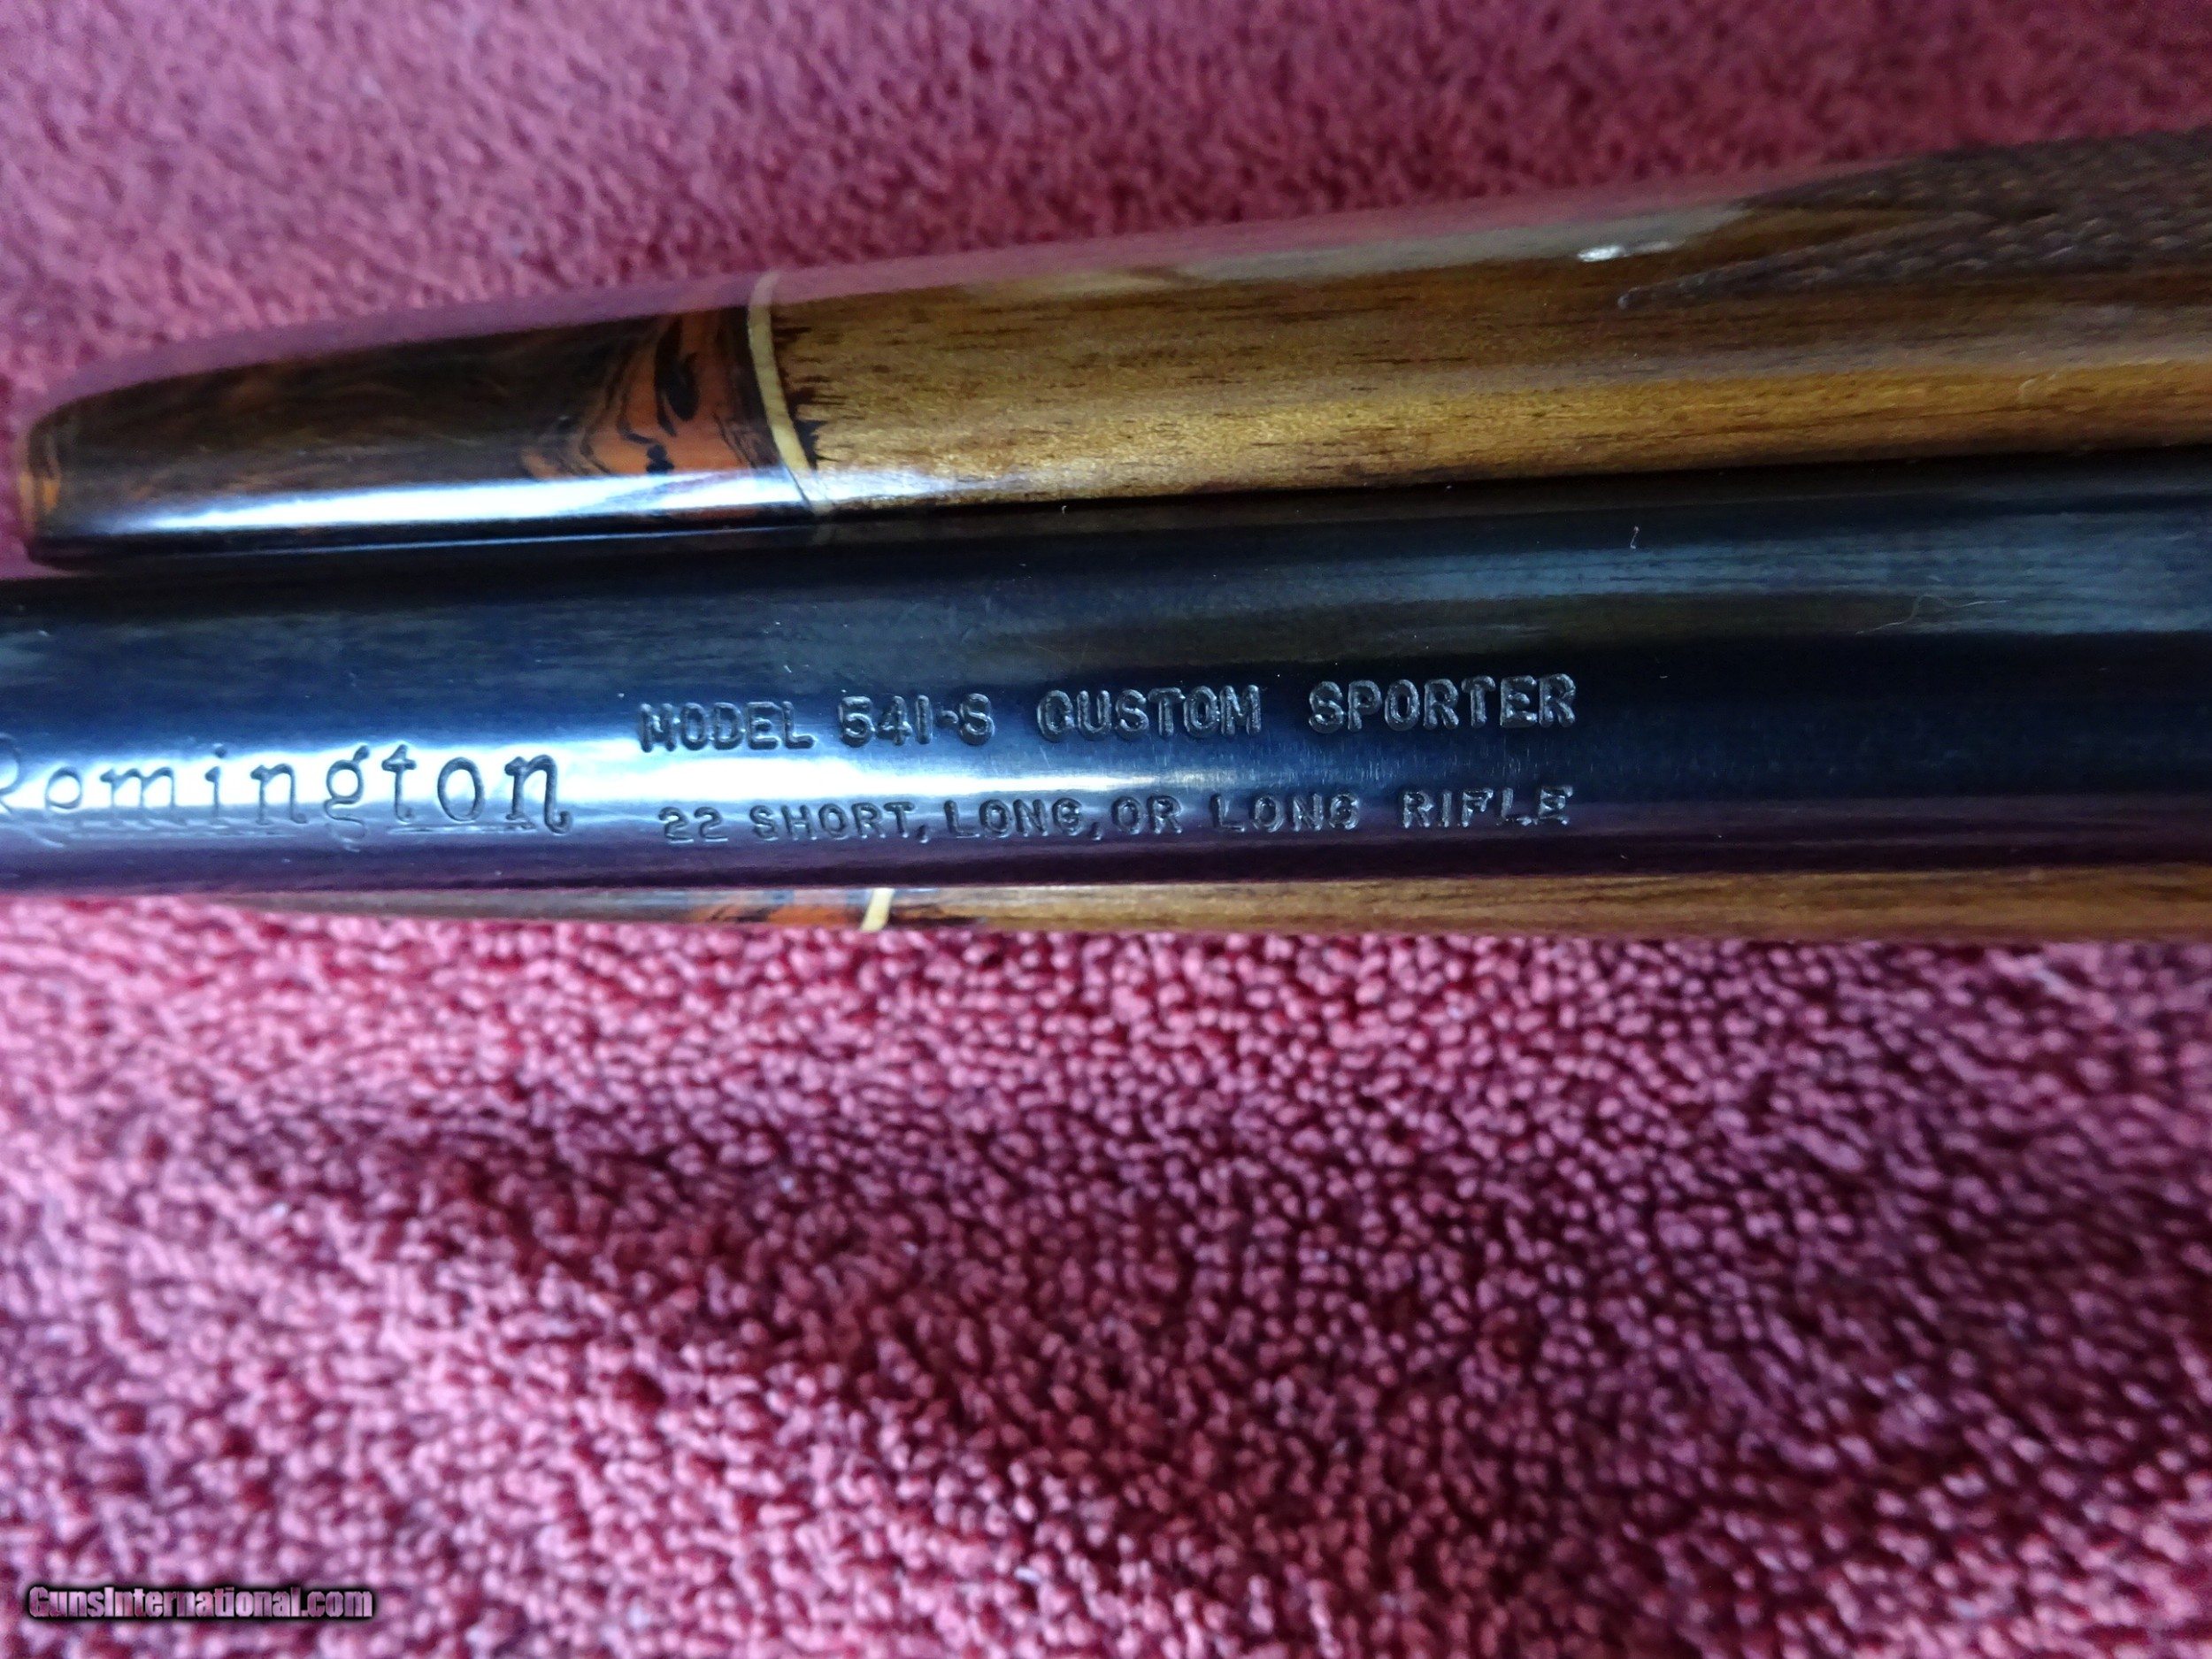 Remington
MODEL 541-S CUSTOM SPORTER
22 SHORT, LONG, OR LONG RIFLE
GunsInternational.com